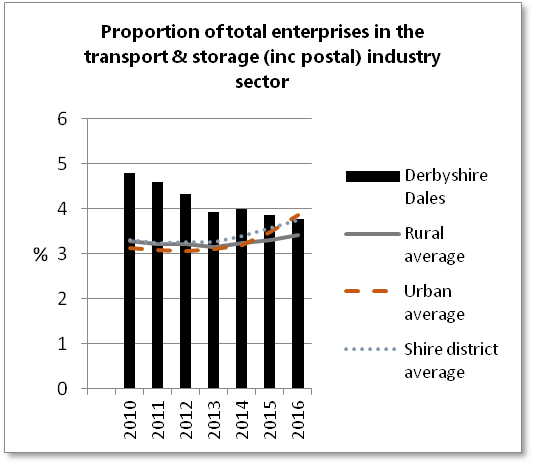 Proportion of total enterprises in the
transport & storage (inc postal) industry
sector
6
5
4
3
2
1
0
%
2010
2011
2012
2013
2014
2015
2016
Derbyshire
Dales
Rural
average
Urban
average
Shire district
average